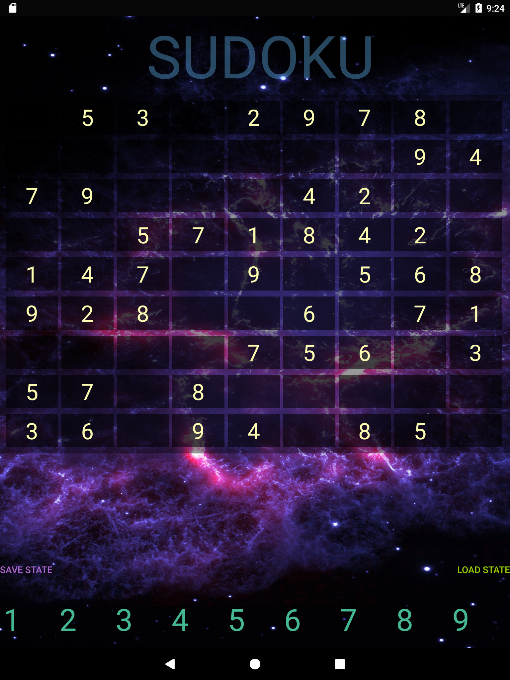 9:24
SUDOKU
5 3 2 9 7 8
9 4
7 9 4 2
5 7 1 8 4 2
1 4 7 9 5 6 8
9 2 8 6 7 1
7 5 6 3
5 7 8
3 6 9 4 8 5
SAVE STATE LOAD STATE
1 2 3 4 5 6 7 8 9